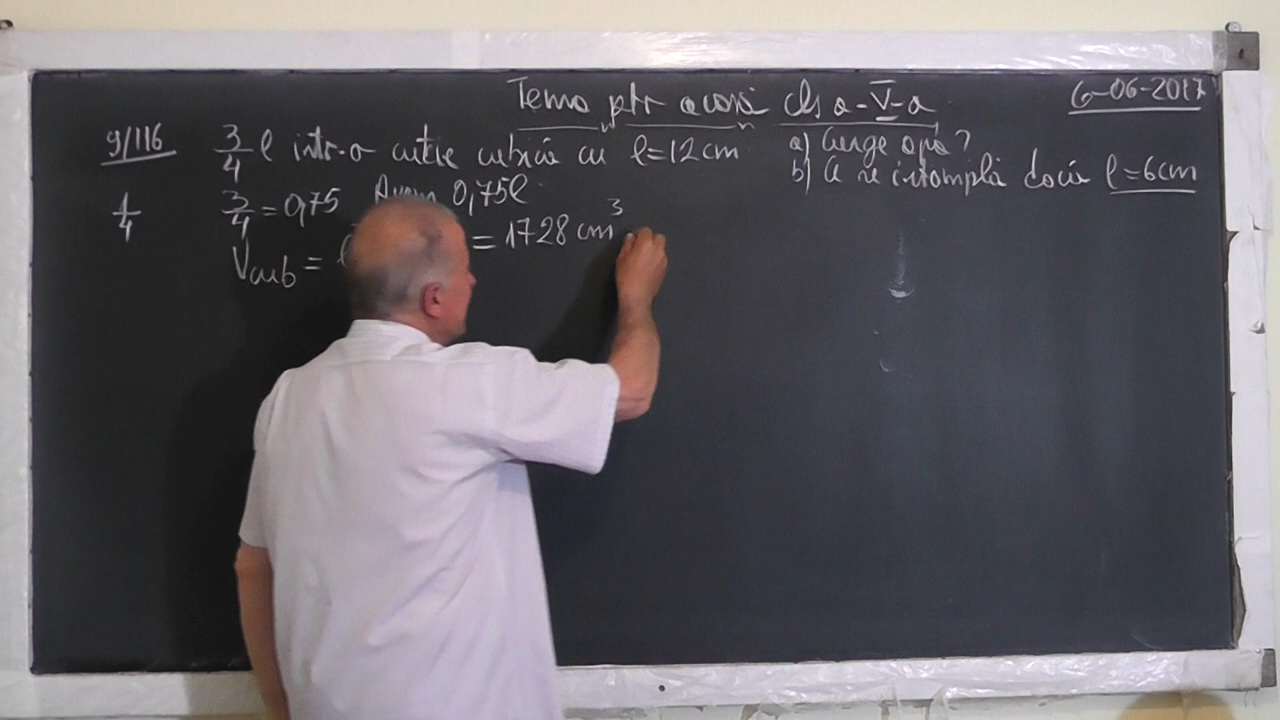 Tema ptr acasă cls a-V-a
6-06-2017
9/116 3/4 l într-o cutie cubică cu l=12cm a) Curge apă?
b) Ce se întâmplă dacă l=6cm
1/4 3/4 = 0,75 Avem 0,75l
Vcub = l = 1728 cm³